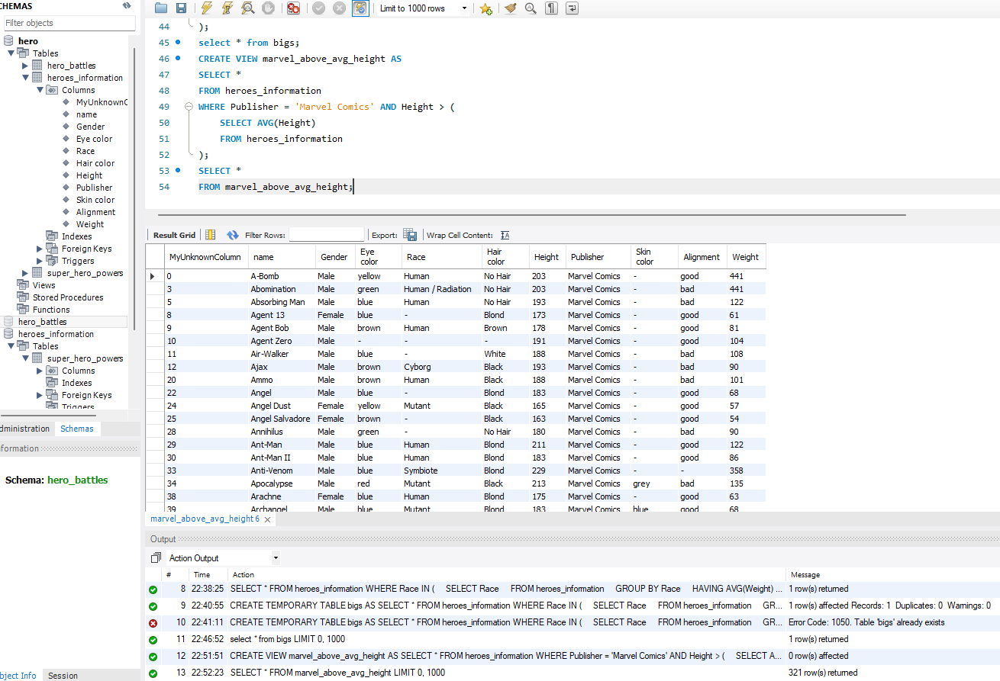 SCHEMAS
Filter objects
hero
Tables
hero_battles
heroes_information
Columns
MyUnknownC
name
Gender
Eye color
Race
Hair color
Height
Publisher
Skin color
Alignment
Weight
Indexes
Foreign Keys
Triggers
super_hero_powers
Views
Stored Procedures
Functions
hero_battles
heroes_information
Tables
super_hero_powers
Columns
Indexes
Foreign Keys
Triggers
dministration Schemas
formation
Schema: hero_battles
bject Info Session
Limit to 1000 rows
44 );
45 select * from bigs;
46 CREATE VIEW marvel_above_avg_height AS
47 SELECT *
48 FROM heroes_information
49 WHERE Publisher = 'Marvel Comics' AND Height > (
50 SELECT AVG(Height)
51 FROM heroes_information
52 );
53 SELECT *
54 FROM marvel_above_avg_height;
Result Grid Filter Rows: Export: Wrap Cell Content:
MyUnknownColumn name Gender Eye color Race Hair color Height Publisher Skin color Alignment Weight
0 A-Bomb Male yellow Human No Hair 203 Marvel Comics - good 441
3 Abomination Male green Human / Radiation No Hair 203 Marvel Comics - bad 441
5 Absorbing Man Male blue Human No Hair 193 Marvel Comics - bad 122
8 Agent 13 Female blue - Blond 173 Marvel Comics - good 61
9 Agent Bob Male brown Human Brown 178 Marvel Comics - good 81
10 Agent Zero Male - - - 191 Marvel Comics - good 104
11 Air-Walker Male blue - White 188 Marvel Comics - bad 108
12 Ajax Male brown Cyborg Black 193 Marvel Comics - bad 90
20 Ammo Male brown Human Black 188 Marvel Comics - bad 101
22 Angel Male blue - Blond 183 Marvel Comics - good 68
24 Angel Dust Female yellow Mutant Black 165 Marvel Comics - good 57
25 Angel Salvadore Female brown - Black 163 Marvel Comics - good 54
28 Annihilus Male green - No Hair 180 Marvel Comics - bad 90
29 Ant-Man Male blue Human Blond 211 Marvel Comics - good 122
30 Ant-Man II Male blue Human Blond 183 Marvel Comics - good 86
33 Anti-Venom Male blue Symbiote Blond 229 Marvel Comics - - 358
34 Apocalypse Male red Mutant Black 213 Marvel Comics grey bad 135
38 Arachne Female blue Human Blond 175 Marvel Comics - good 63
39 Archangel Male blue Mutant Blond 183 Marvel Comics blue good 68
marvel_above_avg_height 6
Output
Action Output
# Time Action Message
8 22:38:25 SELECT * FROM heroes_information WHERE Race IN ( SELECT Race FROM heroes_information GROUP BY Race HAVING AVG(Weight) ... 1 row(s) returned
9 22:40:55 CREATE TEMPORARY TABLE bigs AS SELECT * FROM heroes_information WHERE Race IN ( SELECT Race FROM heroes_information GR... 1 row(s) affected Records: 1 Duplicates: 0 Warnings: 0
10 22:41:11 CREATE TEMPORARY TABLE bigs AS SELECT * FROM heroes_information WHERE Race IN ( SELECT Race FROM heroes_information GR... Error Code: 1050. Table 'bigs' already exists
11 22:46:52 select * from bigs LIMIT 0, 1000 1 row(s) returned
12 22:51:51 CREATE VIEW marvel_above_avg_height AS SELECT * FROM heroes_information WHERE Publisher = 'Marvel Comics' AND Height > ( SELECT A... 0 row(s) affected
13 22:52:23 SELECT * FROM marvel_above_avg_height LIMIT 0, 1000 321 row(s) returned